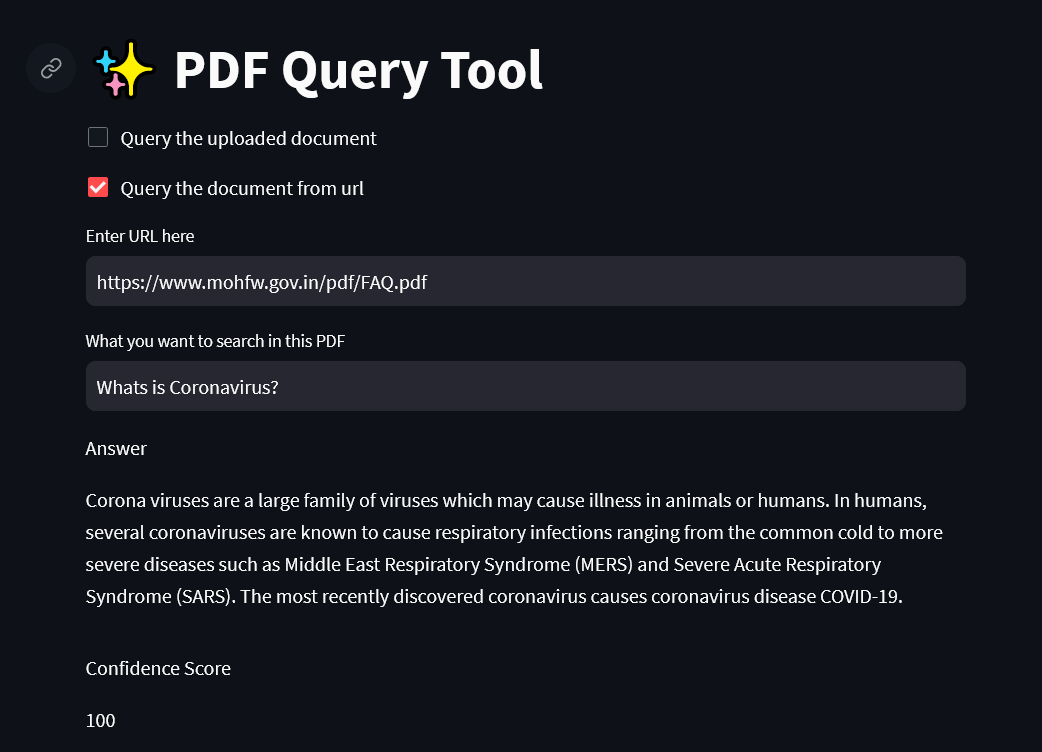 PDF Query Tool
Query the uploaded document
Query the document from url
Enter URL here
https://www.mohfw.gov.in/pdf/FAQ.pdf
What you want to search in this PDF
Whats is Coronavirus?
Answer
Corona viruses are a large family of viruses which may cause illness in animals or humans. In humans,
several coronaviruses are known to cause respiratory infections ranging from the common cold to more
severe diseases such as Middle East Respiratory Syndrome (MERS) and Severe Acute Respiratory
Syndrome (SARS). The most recently discovered coronavirus causes coronavirus disease COVID-19.
Confidence Score
100